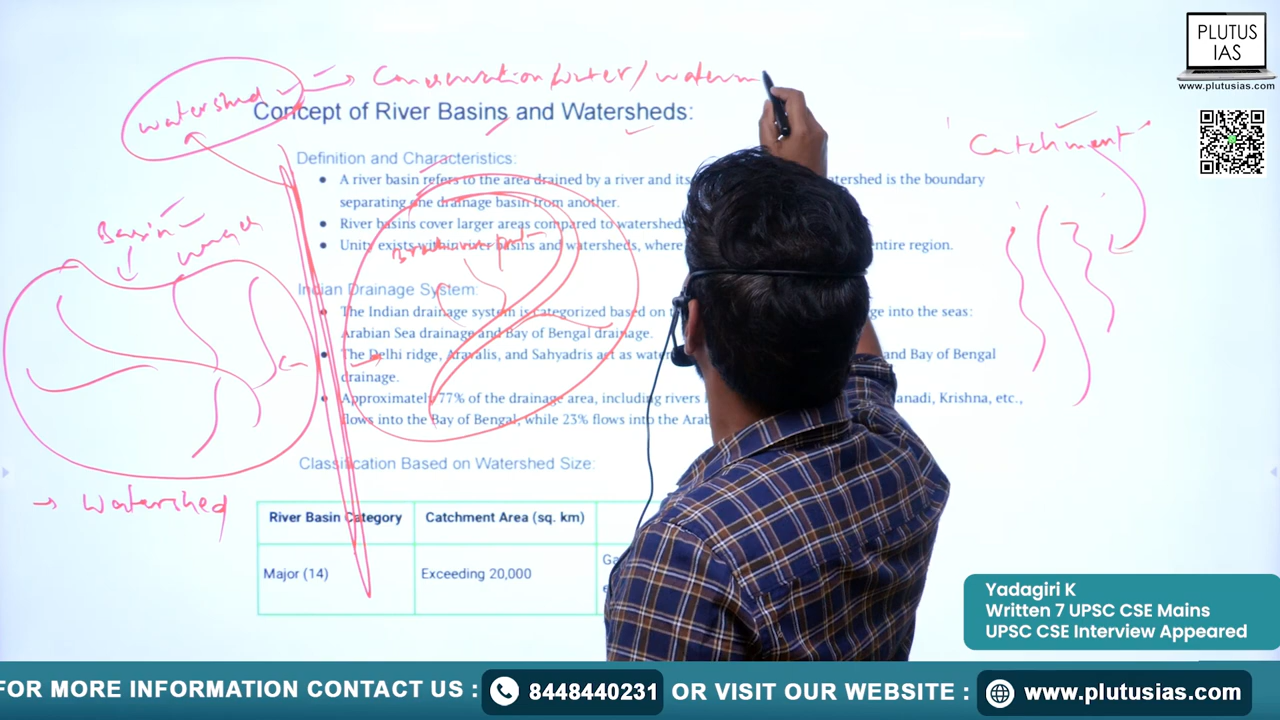 PLUTUS
IAS
www.plutusias.com
watershed → Conservation water/
Concept of River Basins and Watersheds:
Catchment
Definition and Characteristics:
A river basin refers to the area drained by a river and its atershed is the boundary
separating one drainage basin from another.
River basins cover larger areas compared to watershed
Unity exists within river basins and watersheds, where entire region.
Basin
Brahmaput
Indian Drainage System:
The Indian drainage system is categorized based on ge into the seas:
Arabian Sea drainage and Bay of Bengal drainage.
The Delhi ridge, Aravalis, and Sahyadris act as water and Bay of Bengal
drainage.
Approximately 77% of the drainage area, including rivers anadi, Krishna, etc.,
flows into the Bay of Bengal, while 23% flows into the Arab
Classification Based on Watershed Size:
→ Watershed
River Basin Category Catchment Area (sq. km)
Major (14) Exceeding 20,000 Ga
e
Yadagiri K
Written 7 UPSC CSE Mains
UPSC CSE Interview Appeared
FOR MORE INFORMATION CONTACT US : 8448440231 OR VISIT OUR WEBSITE : www.plutusias.com